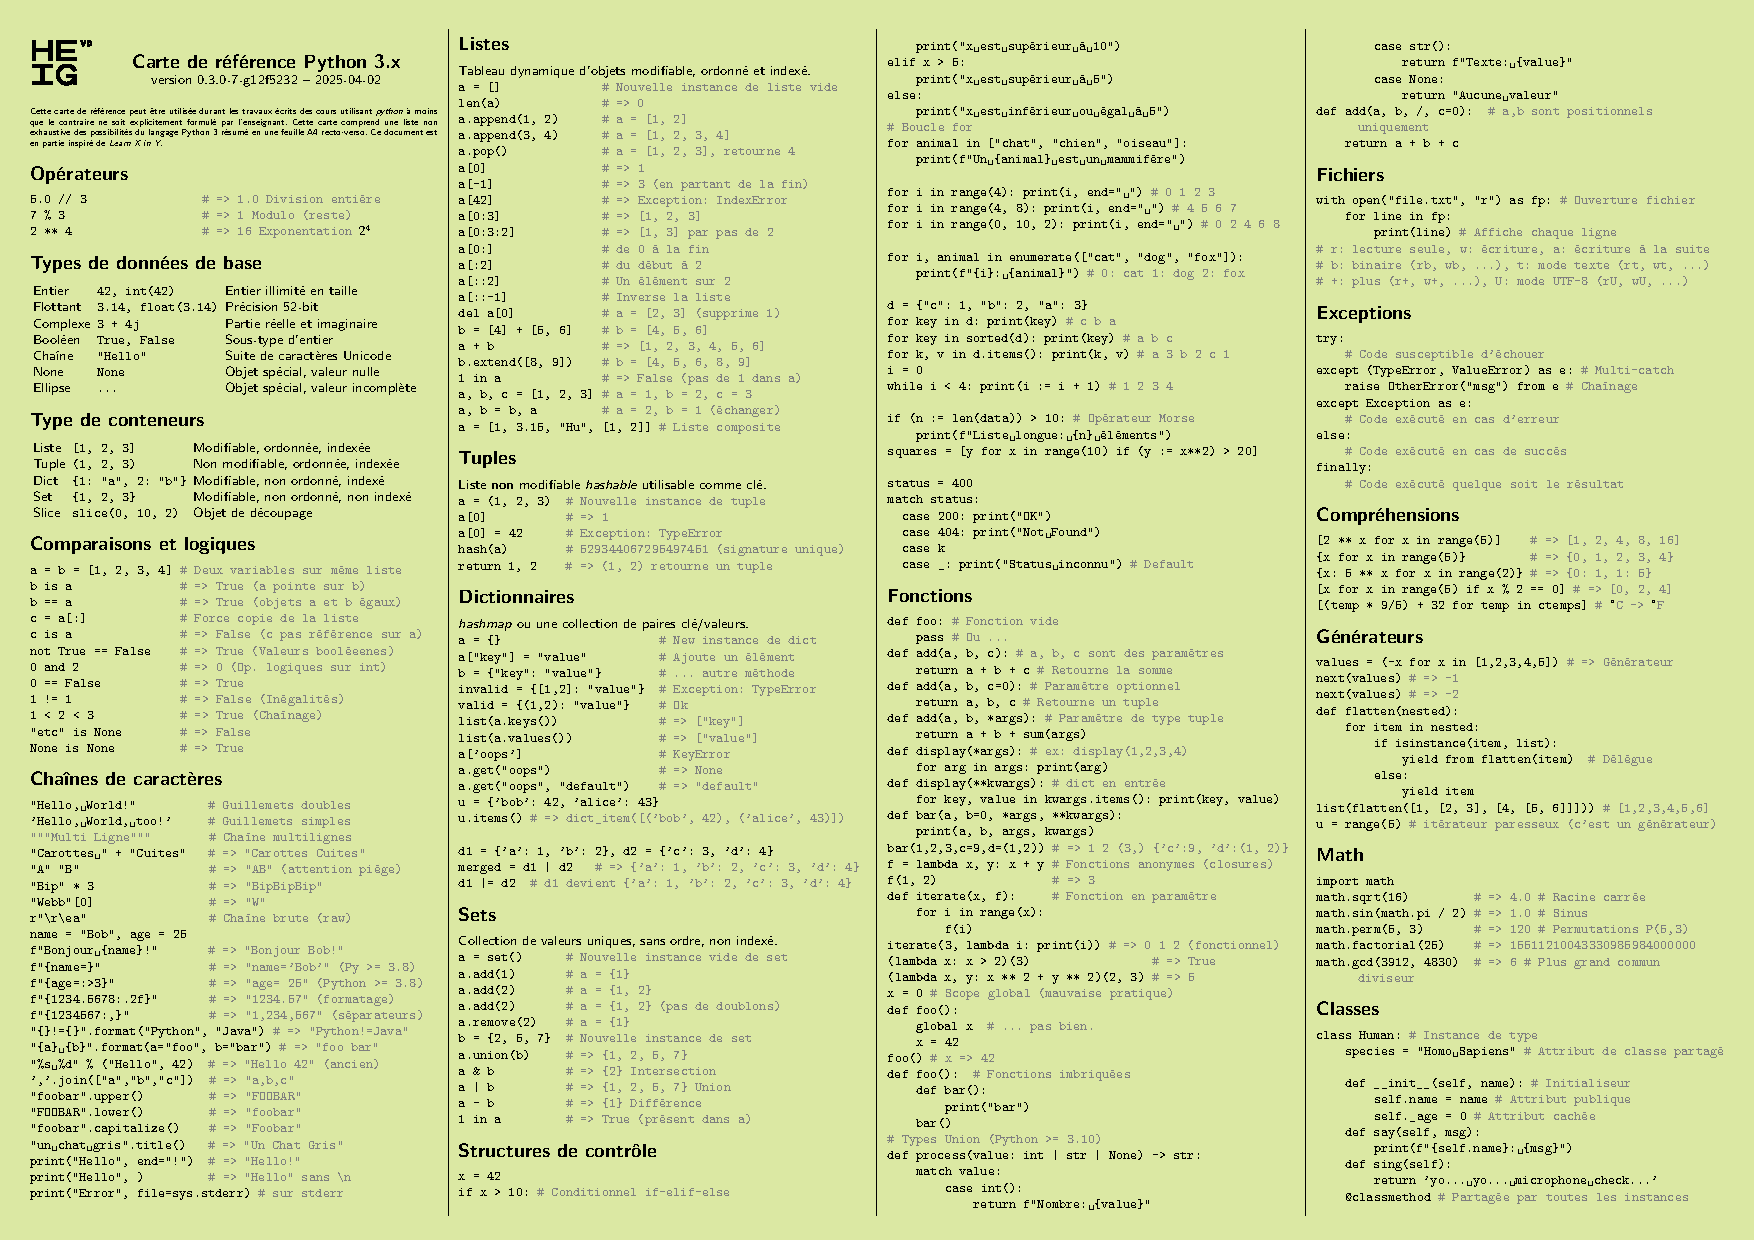 HE
IG
VD
Carte de référence Python 3.x
version 0.3.0-7-g12f5232 – 2025-04-02
Cette carte de référence peut être utilisée durant les travaux écrits des cours utilisant python à moins
que le contraire ne soit explicitement formulé par l'enseignant. Cette carte comprend une liste non
exhaustive des possibilités du langage Python 3 résumé en une feuille A4 recto-verso. Ce document est
en partie inspiré de Learn X in Y.
Opérateurs
5.0 // 3 # => 1.0 Division entière
7 % 3 # => 1 Modulo (reste)
2 ** 4 # => 16 Exponentation 2⁴
Types de données de base
Entier 42, int(42) Entier illimité en taille
Flottant 3.14, float(3.14) Précision 52-bit
Complexe 3 + 4j Partie réelle et imaginaire
Booléen True, False Sous-type d'entier
Chaîne "Hello" Suite de caractères Unicode
None None Objet spécial, valeur nulle
Ellipse ... Objet spécial, valeur incomplète
Type de conteneurs
Liste [1, 2, 3] Modifiable, ordonnée, indexée
Tuple (1, 2, 3) Non modifiable, ordonnée, indexée
Dict {1: "a", 2: "b"} Modifiable, non ordonné, indexé
Set {1, 2, 3} Modifiable, non ordonné, non indexé
Slice slice(0, 10, 2) Objet de découpage
Comparaisons et logiques
a = b = [1, 2, 3, 4] # Deux variables sur même liste
b is a # => True (a pointe sur b)
b == a # => True (objets a et b égaux)
c = a[:] # Force copie de la liste
c is a # => False (c pas référence sur a)
not True == False # => True (Valeurs booléeenes)
0 and 2 # => 0 (□p. logiques sur int)
0 == False # => True
1 != 1 # => False (Inégalités)
1 < 2 < 3 # => True (Chaînage)
"etc" is None # => False
None is None # => True
Chaînes de caractères
"Hello,␣World!" # Guillemets doubles
'Hello,␣World,␣too!' # Guillemets simples
"""Multi Ligne""" # Chaîne multilignes
"Carottes␣" + "Cuites" # => "Carottes Cuites"
"A" "B" # => "AB" (attention piège)
"Bip" * 3 # => "BipBipBip"
"Webb"[0] # => "W"
r"\r\ea" # Chaîne brute (raw)
name = "Bob", age = 25
f"Bonjour␣{name}!" # => "Bonjour Bob!"
f"{name=}" # => "name='Bob'" (Py >= 3.8)
f"{age=:>3}" # => "age= 25" (Python >= 3.8)
f"{1234.5678:.2f}" # => "1234.57" (formatage)
f"{1234567:,}" # => "1,234,567" (séparateurs)
"{}!={}".format("Python", "Java") # => "Python!=Java"
"{a}␣{b}".format(a="foo", b="bar") # => "foo bar"
"%s␣%d" % ("Hello", 42) # => "Hello 42" (ancien)
','.join(["a","b","c"]) # => "a,b,c"
"foobar".upper() # => "F□□BAR"
"F□□BAR".lower() # => "foobar"
"foobar".capitalize() # => "Foobar"
"un␣chat␣gris".title() # => "Un Chat Gris"
print("Hello", end="!") # => "Hello!"
print("Hello", ) # => "Hello" sans \n
print("Error", file=sys.stderr) # sur stderr
Listes
Tableau dynamique d'objets modifiable, ordonné et indexé.
a = [] # Nouvelle instance de liste vide
len(a) # => 0
a.append(1, 2) # a = [1, 2]
a.append(3, 4) # a = [1, 2, 3, 4]
a.pop() # a = [1, 2, 3], retourne 4
a[0] # => 1
a[-1] # => 3 (en partant de la fin)
a[42] # => Exception: IndexError
a[0:3] # => [1, 2, 3]
a[0:3:2] # => [1, 3] par pas de 2
a[0:] # de 0 à la fin
a[:2] # du début à 2
a[::2] # Un élément sur 2
a[::-1] # Inverse la liste
del a[0] # a = [2, 3] (supprime 1)
b = [4] + [5, 6] # b = [4, 5, 6]
a + b # => [1, 2, 3, 4, 5, 6]
b.extend([8, 9]) # b = [4, 5, 6, 8, 9]
1 in a # => False (pas de 1 dans a)
a, b, c = [1, 2, 3] # a = 1, b = 2, c = 3
a, b = b, a # a = 2, b = 1 (échanger)
a = [1, 3.15, "Hu", [1, 2]] # Liste composite
Tuples
Liste non modifiable hashable utilisable comme clé.
a = (1, 2, 3) # Nouvelle instance de tuple
a[0] # => 1
a[0] = 42 # Exception: TypeError
hash(a) # 529344067295497451 (signature unique)
return 1, 2 # => (1, 2) retourne un tuple
Dictionnaires
hashmap ou une collection de paires clé/valeurs.
a = {} # New instance de dict
a["key"] = "value" # Ajoute un élément
b = {"key": "value"} # ... autre méthode
invalid = {[1,2]: "value"} # Exception: TypeError
valid = {(1,2): "value"} # □k
list(a.keys()) # => ["key"]
list(a.values()) # => ["value"]
a['oops'] # KeyError
a.get("oops") # => None
a.get("oops", "default") # => "default"
u = {'bob': 42, 'alice': 43}
u.items() # => dict_item([('bob', 42), ('alice', 43)])
d1 = {'a': 1, 'b': 2}, d2 = {'c': 3, 'd': 4}
merged = d1 | d2 # => {'a': 1, 'b': 2, 'c': 3, 'd': 4}
d1 |= d2 # d1 devient {'a': 1, 'b': 2, 'c': 3, 'd': 4}
Sets
Collection de valeurs uniques, sans ordre, non indexé.
a = set() # Nouvelle instance vide de set
a.add(1) # a = {1}
a.add(2) # a = {1, 2}
a.add(2) # a = {1, 2} (pas de doublons)
a.remove(2) # a = {1}
b = {2, 5, 7} # Nouvelle instance de set
a.union(b) # => {1, 2, 5, 7}
a & b # => {2} Intersection
a | b # => {1, 2, 5, 7} Union
a - b # => {1} Différence
1 in a # => True (présent dans a)
Structures de contrôle
x = 42
if x > 10: # Conditionnel if-elif-else
print("x␣est␣supérieur␣à␣10")
elif x > 5:
print("x␣est␣supérieur␣à␣5")
else:
print("x␣est␣inférieur␣ou␣égal␣à␣5")
# Boucle for
for animal in ["chat", "chien", "oiseau"]:
print(f"Un␣{animal}␣est␣un␣mammifère")
for i in range(4): print(i, end="␣") # 0 1 2 3
for i in range(4, 8): print(i, end="␣") # 4 5 6 7
for i in range(0, 10, 2): print(i, end="␣") # 0 2 4 6 8
for i, animal in enumerate(["cat", "dog", "fox"]):
print(f"{i}:␣{animal}") # 0: cat 1: dog 2: fox
d = {"c": 1, "b": 2, "a": 3}
for key in d: print(key) # c b a
for key in sorted(d): print(key) # a b c
for k, v in d.items(): print(k, v) # a 3 b 2 c 1
i = 0
while i < 4: print(i := i + 1) # 1 2 3 4
if (n := len(data)) > 10: # □pérateur Morse
print(f"Liste␣longue:␣{n}␣éléments")
squares = [y for x in range(10) if (y := x**2) > 20]
status = 400
match status:
case 200: print("□K")
case 404: print("Not␣Found")
case k
case _: print("Status␣inconnu") # Default
Fonctions
def foo: # Fonction vide
pass # □u ...
def add(a, b, c): # a, b, c sont des paramètres
return a + b + c # Retourne la somme
def add(a, b, c=0): # Paramètre optionnel
return a, b, c # Retourne un tuple
def add(a, b, *args): # Paramètre de type tuple
return a + b + sum(args)
def display(*args): # ex: display(1,2,3,4)
for arg in args: print(arg)
def display(**kwargs): # dict en entrée
for key, value in kwargs.items(): print(key, value)
def bar(a, b=0, *args, **kwargs):
print(a, b, args, kwargs)
bar(1,2,3,c=9,d=(1,2)) # => 1 2 (3,) {'c':9, 'd':(1, 2)}
f = lambda x, y: x + y # Fonctions anonymes (closures)
f(1, 2) # => 3
def iterate(x, f): # Fonction en paramètre
for i in range(x):
f(i)
iterate(3, lambda i: print(i)) # => 0 1 2 (fonctionel)
(lambda x: x > 2)(3) # => True
(lambda x, y: x ** 2 + y ** 2)(2, 3) # => 5
x = 0 # Scope global (mauvaise pratique)
def foo():
global x # ... pas bien.
x = 42
foo() # x => 42
def foo(): # Fonctions imbriquées
def bar():
print("bar")
bar()
# Types Union (Python >= 3.10)
def process(value: int | str | None) -> str:
match value:
case int():
return f"Nombre:␣{value}"
case str():
return f"Texte:␣{value}"
case None:
return "Aucune␣valeur"
def add(a, b, /, c=0): # a,b sont positionnels
uniquement
return a + b + c
Fichiers
with open("file.txt", "r") as fp: # □uverture fichier
for line in fp:
print(line) # Affiche chaque ligne
# r: lecture seule, w: écriture, a: écriture à la suite
# b: binaire (rb, wb, ...), t: mode texte (rt, wt, ...)
# +: plus (r+, w+, ...), U: mode UTF-8 (rU, wU, ...)
Exceptions
try:
# Code susceptible d'échouer
except (TypeError, ValueError) as e: # Multi-catch
raise □therError("msg") from e # Chaînage
except Exception as e:
# Code exécuté en cas d'erreur
else:
# Code exécuté en cas de succès
finally:
# Code exécuté quelque soit le résultat
Compréhensions
[2 ** x for x in range(5)] # => [1, 2, 4, 8, 16]
{x for x in range(5)} # => {0, 1, 2, 3, 4}
{x: 5 ** x for x in range(2)} # => {0: 1, 1: 5}
[x for x in range(5) if x % 2 == 0] # => [0, 2, 4]
[(temp * 9/5) + 32 for temp in ctemps] # °C -> °F
Générateurs
values = (-x for x in [1,2,3,4,5]) # => Générateur
next(values) # => -1
next(values) # => -2
def flatten(nested):
for item in nested:
if isinstance(item, list):
yield from flatten(item) # Délègue
else:
yield item
list(flatten([1, [2, 3], [4, [5, 6]]])) # [1,2,3,4,5,6]
u = range(5) # itérateur paresseux (c'est un générateur)
Math
import math
math.sqrt(16) # => 4.0 # Racine carrée
math.sin(math.pi / 2) # => 1.0 # Sinus
math.perm(5, 3) # => 120 # Permutations P(5,3)
math.factorial(25) # => 15511210043330985984000000
math.gcd(3912, 4830) # => 6 # Plus grand commun
diviseur
Classes
class Human: # Instance de type
species = "Homo␣Sapiens" # Attribut de classe partagé
def __init__(self, name): # Initialiseur
self.name = name # Attribut publique
self._age = 0 # Attribut cachée
def say(self, msg):
print(f"{self.name}:␣{msg}")
def sing(self):
return 'yo...␣yo...␣microphone␣check...'
@classmethod # Partagée par toutes les instances